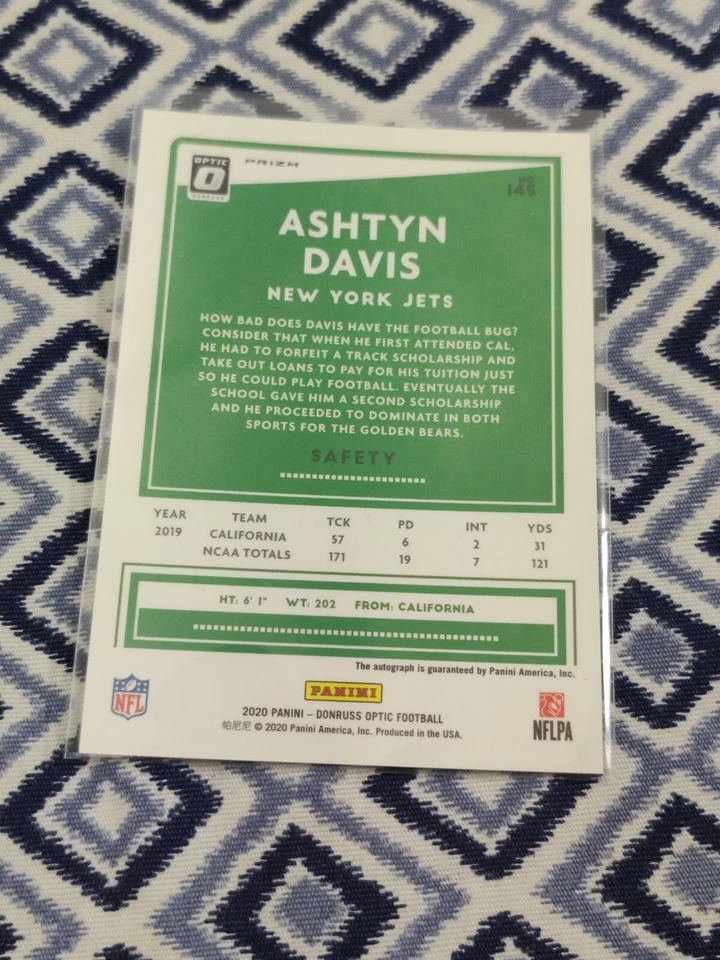 OPTIC
DONRUSS
PRIZM
NO.
145
ASHTYN
DAVIS
NEW YORK JETS
HOW BAD DOES DAVIS HAVE THE FOOTBALL BUG?
CONSIDER THAT WHEN HE FIRST ATTENDED CAL,
HE HAD TO FORFEIT A TRACK SCHOLARSHIP AND
TAKE OUT LOANS TO PAY FOR HIS TUITION JUST
SO HE COULD PLAY FOOTBALL. EVENTUALLY THE
SCHOOL GAVE HIM A SECOND SCHOLARSHIP
AND HE PROCEEDED TO DOMINATE IN BOTH
SPORTS FOR THE GOLDEN BEARS.
SAFETY
YEAR TEAM TCK PD INT YDS
2019 CALIFORNIA 57 6 2 31
NCAA TOTALS 171 19 7 121
HT: 6' 1" WT: 202 FROM: CALIFORNIA
The autograph is guaranteed by Panini America, Inc.
NFL
PANINI
2020 PANINI – DONRUSS OPTIC FOOTBALL
帕尼尼 © 2020 Panini America, Inc. Produced in the USA.
NFLPA